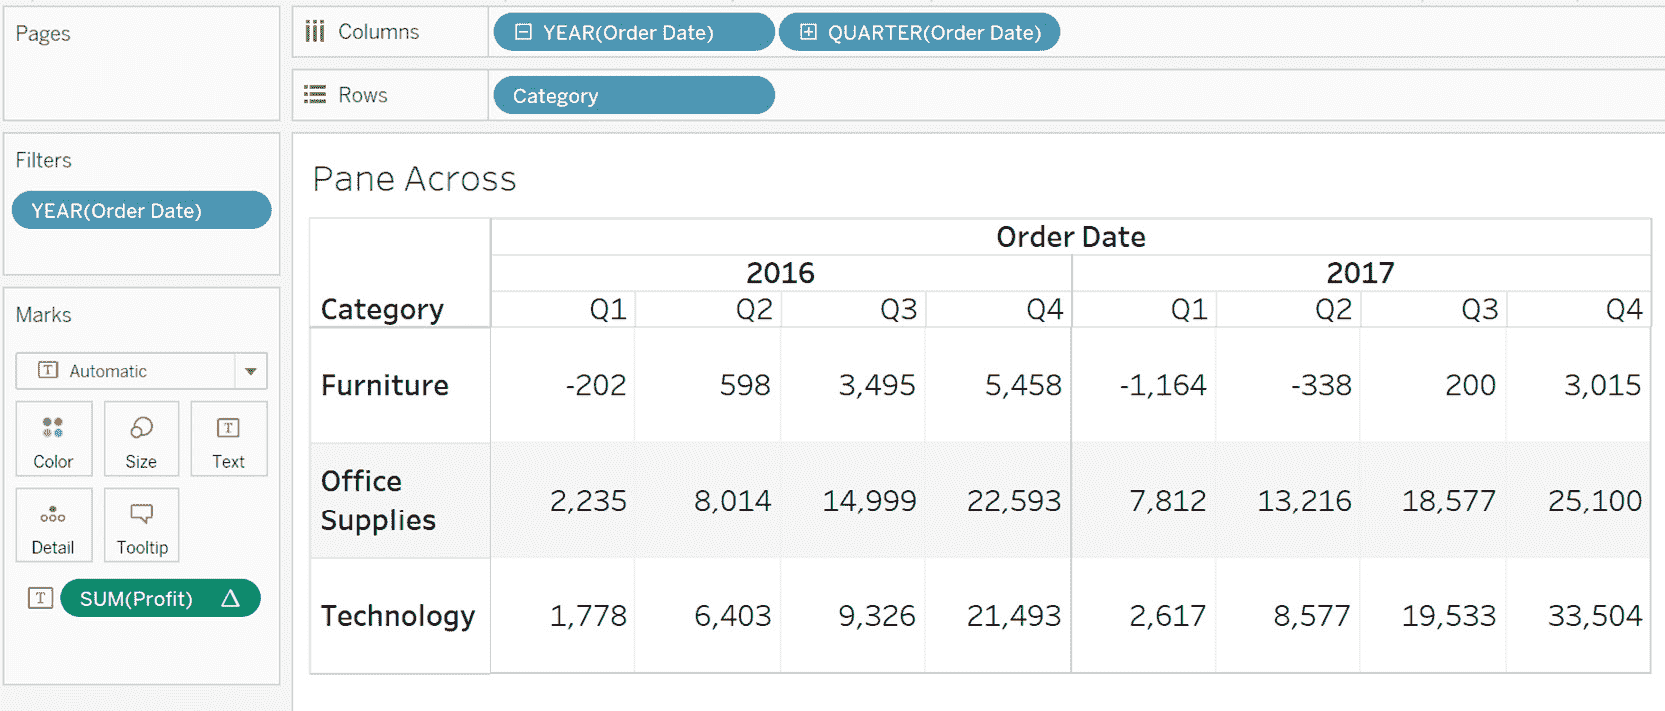 Pages
Columns
YEAR(Order Date)
QUARTER(Order Date)
Rows
Category
Filters
YEAR(Order Date)
Marks
T Automatic
Color
Size
T
Text
Detail
Tooltip
T SUM(Profit) Δ
Pane Across
Order Date
2016 2017
Category Q1 Q2 Q3 Q4 Q1 Q2 Q3 Q4
Furniture -202 598 3,495 5,458 -1,164 -338 200 3,015
Office
Supplies 2,235 8,014 14,999 22,593 7,812 13,216 18,577 25,100
Technology 1,778 6,403 9,326 21,493 2,617 8,577 19,533 33,504